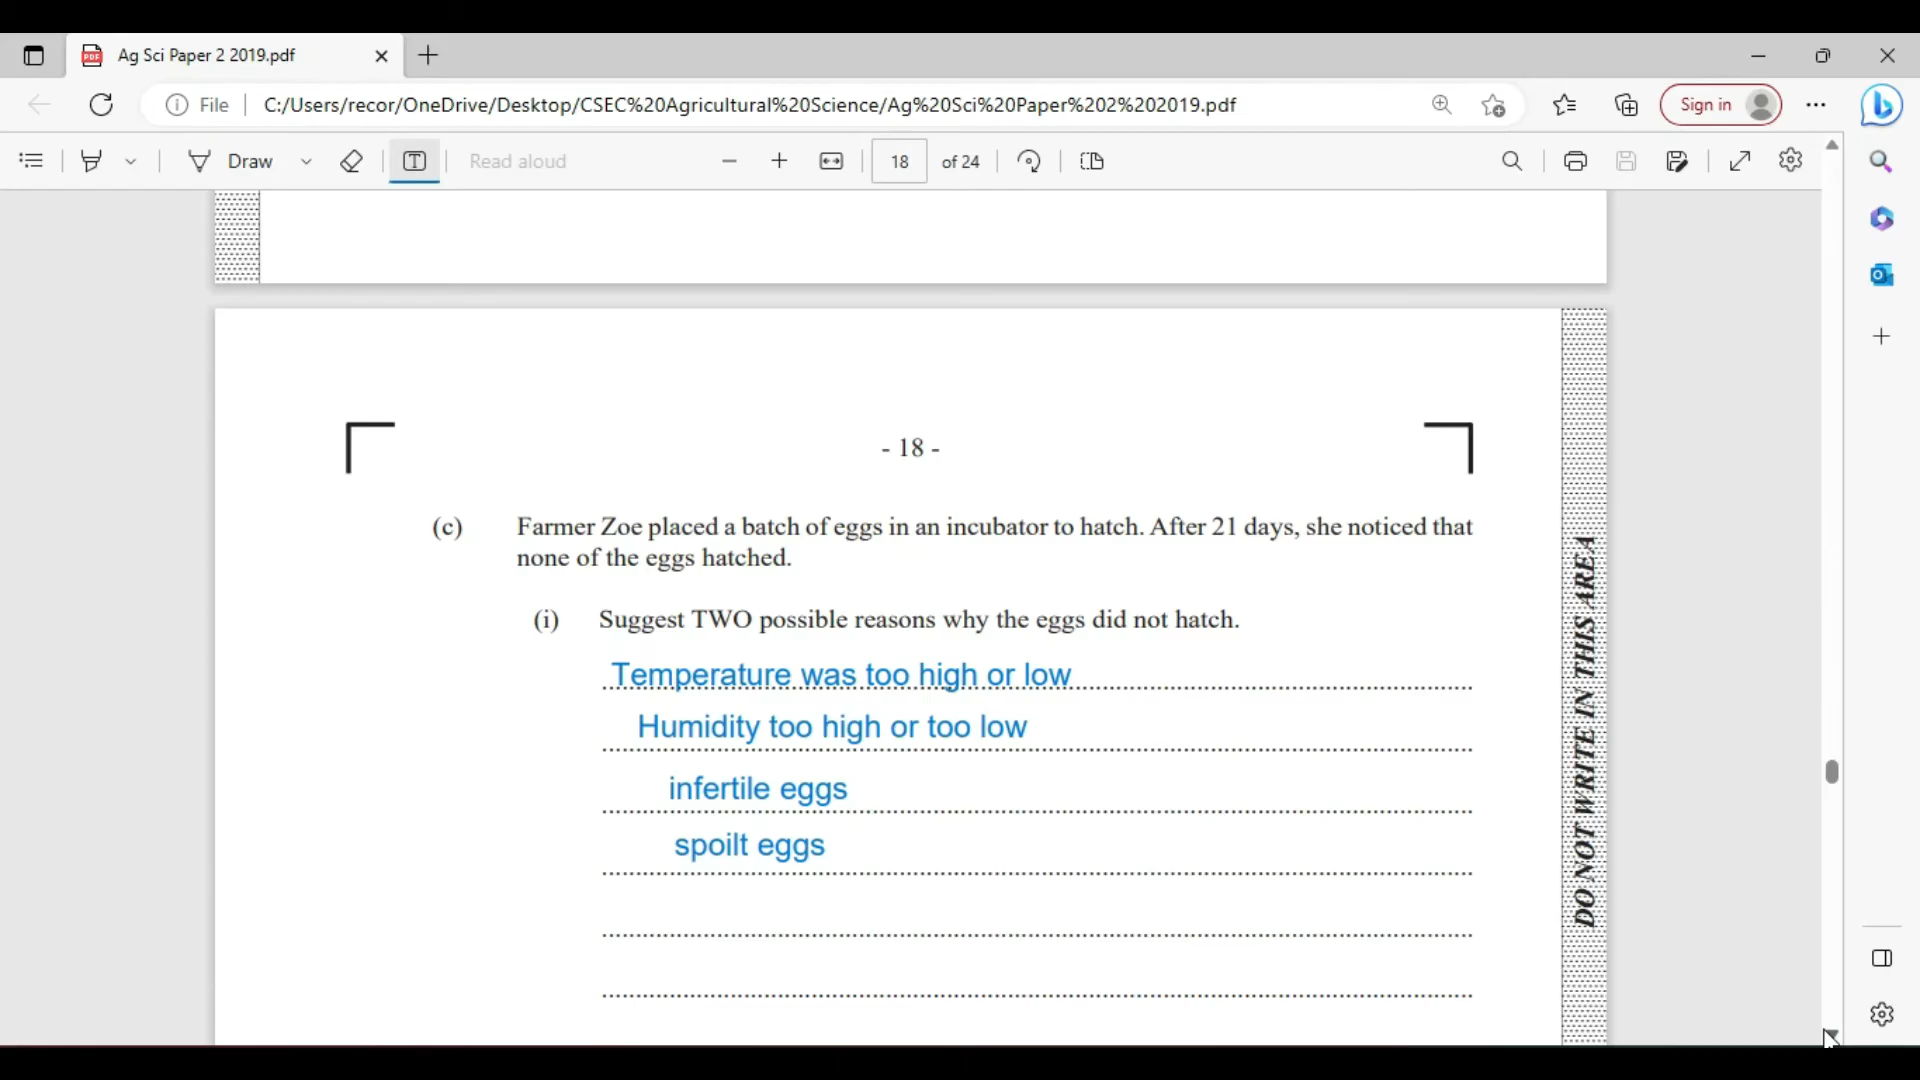 Ag Sci Paper 2 2019.pdf
File
C:/Users/recor/OneDrive/Desktop/CSEC%20Agricultural%20Science/Ag%20Sci%20Paper%202%202019.pdf
Sign in
Draw
Read aloud
18
of 24
- 18 -
(c) Farmer Zoe placed a batch of eggs in an incubator to hatch. After 21 days, she noticed that
none of the eggs hatched.
(i) Suggest TWO possible reasons why the eggs did not hatch.
Temperature was too high or low
Humidity too high or too low
infertile eggs
spoilt eggs
DO NOT WRITE IN THIS AREA